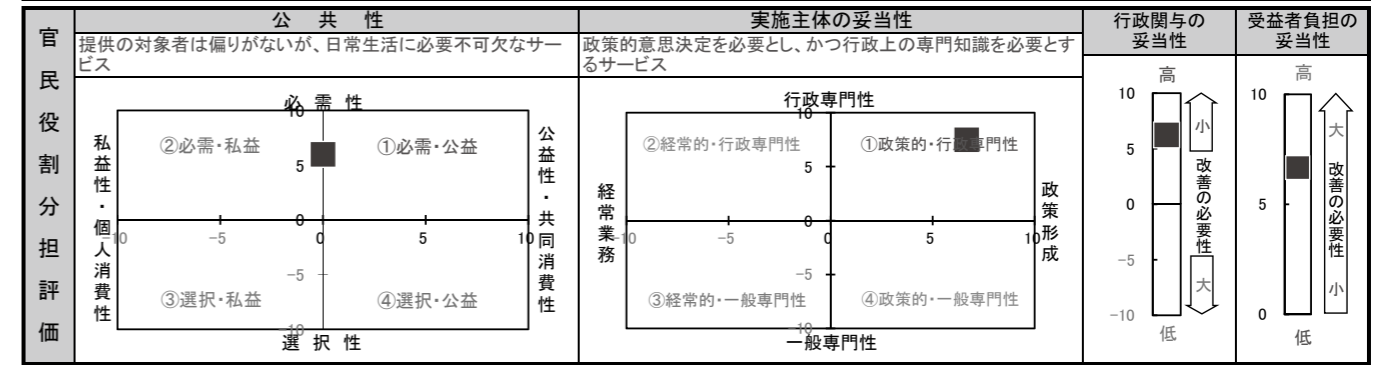 官民役割分担評価
公共性
提供の対象者は偏りがないが、日常生活に必要不可欠なサー
ビス
必需性
私益性・個人消費性
公益性・共同消費性
②必需・私益
①必需・公益
③選択・私益
④選択・公益
10
5
0
-5
-10
-10
-5
0
5
10
選択性
実施主体の妥当性
政策的意思決定を必要とし、かつ行政上の専門知識を必要とす
るサービス
行政専門性
経常業務
政策形成
②経常的・行政専門性
①政策的・行政専門性
③経常的・一般専門性
④政策的・一般専門性
10
5
0
-5
-10
-10
-5
0
5
10
一般専門性
行政関与の
妥当性
高
10
5
0
-5
-10
低
小
改善の必要性
大
受益者負担の
妥当性
高
10
5
0
低
大
改善の必要性
小